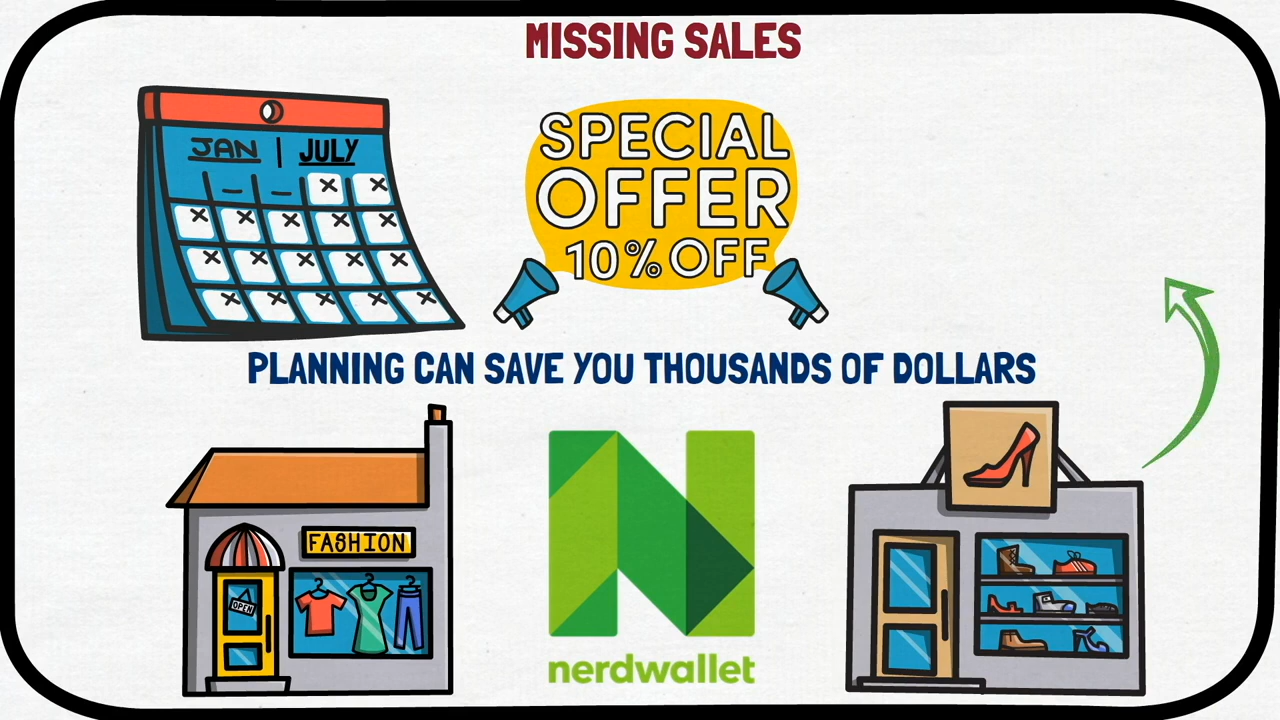 MISSING SALES
JAN | JULY
SPECIAL
OFFER
10% OFF
PLANNING CAN SAVE YOU THOUSANDS OF DOLLARS
FASHION
OPEN
nerdwallet